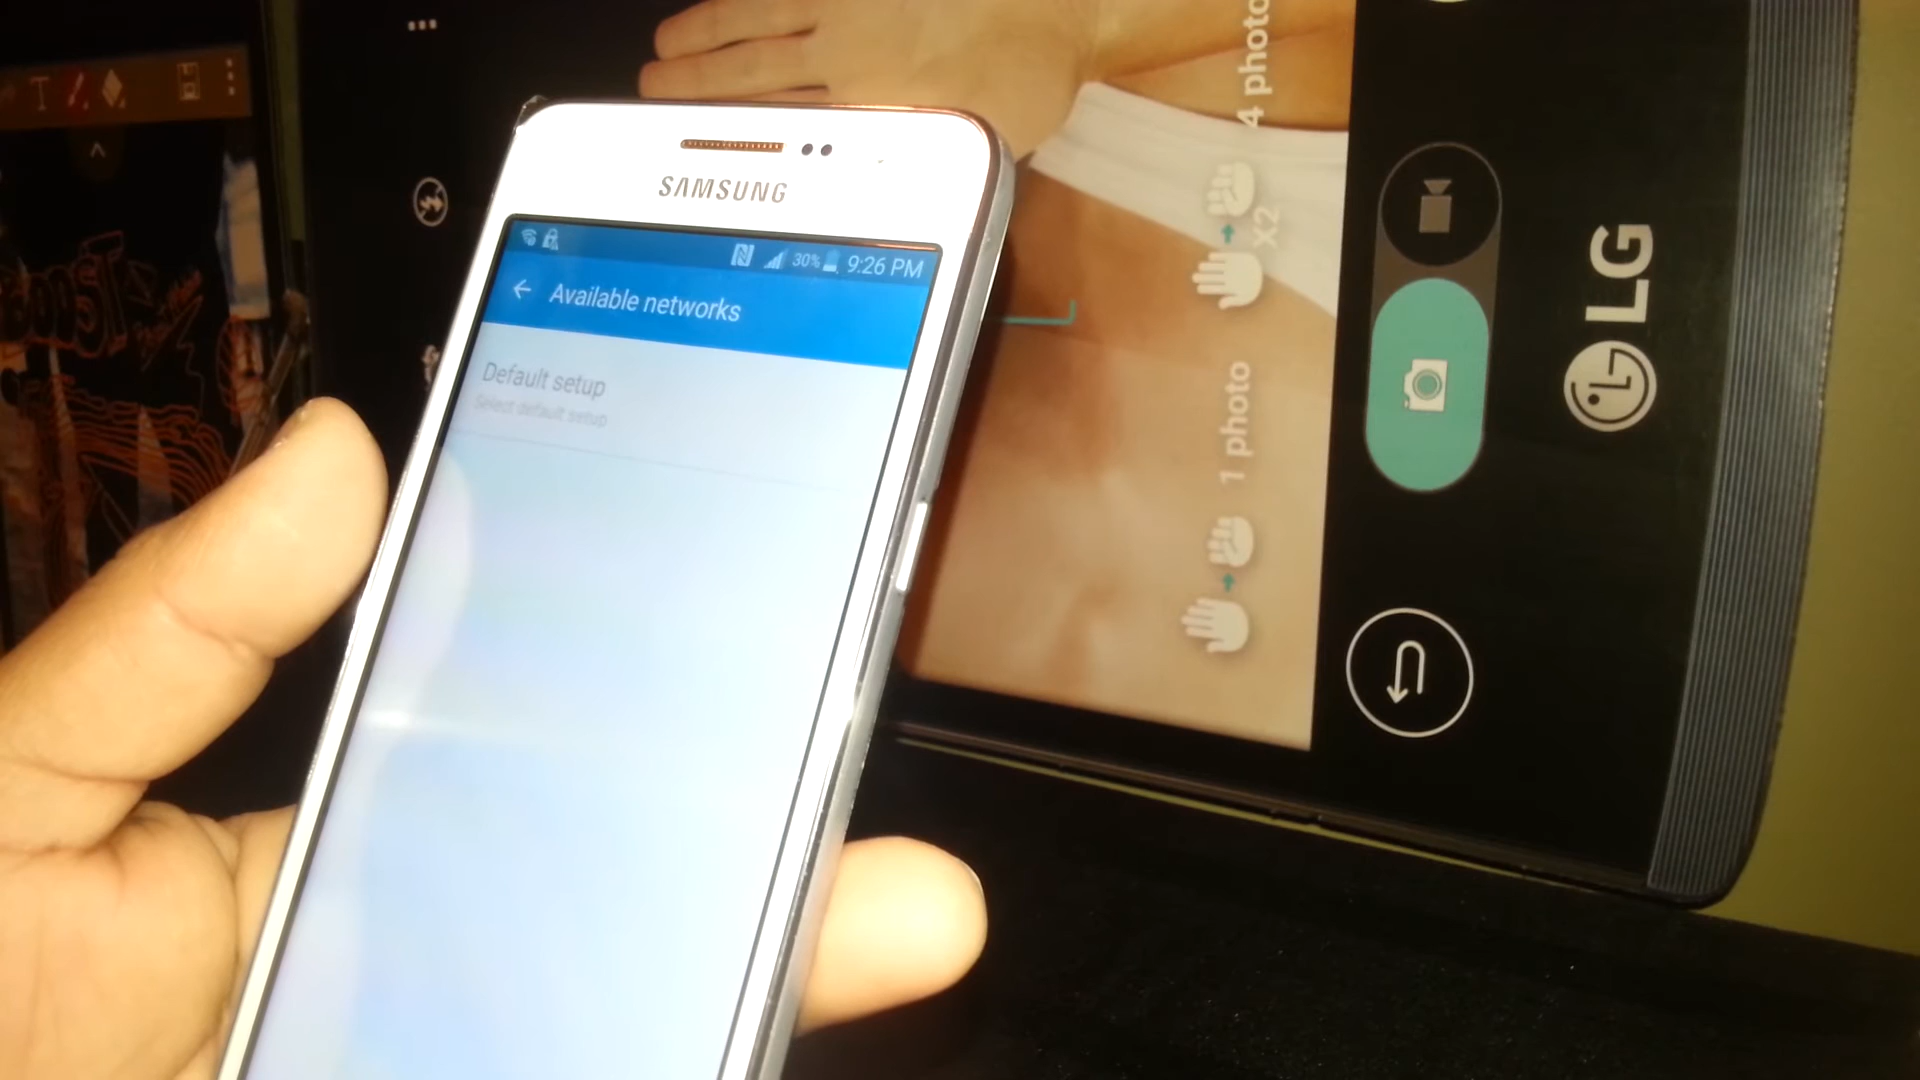 SAMSUNG
30% 9:26 PM
Available networks
Default setup
Select default setup
4 photo
X2
1 photo
LG
T